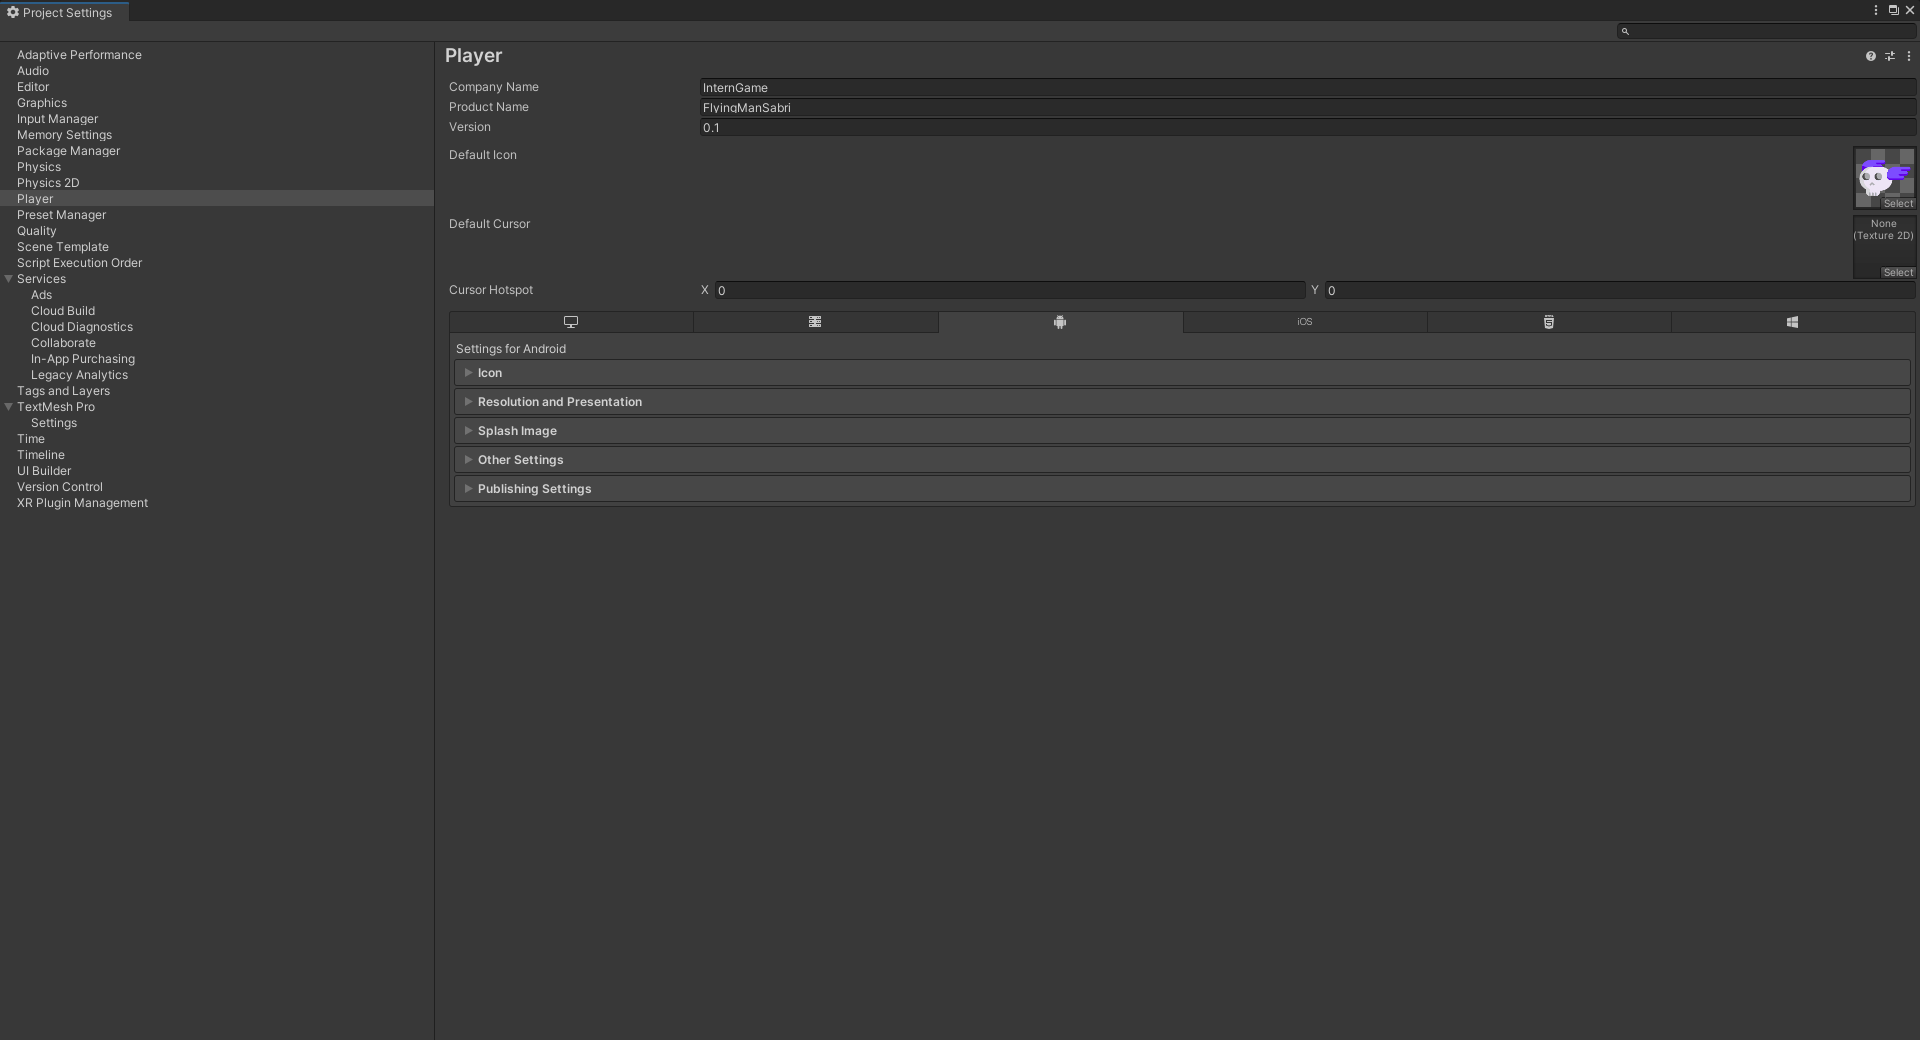 Project Settings
Adaptive Performance
Audio
Editor
Graphics
Input Manager
Memory Settings
Package Manager
Physics
Physics 2D
Player
Preset Manager
Quality
Scene Template
Script Execution Order
Services
Ads
Cloud Build
Cloud Diagnostics
Collaborate
In-App Purchasing
Legacy Analytics
Tags and Layers
TextMesh Pro
Settings
Time
Timeline
UI Builder
Version Control
XR Plugin Management
Player
Company Name InternGame
Product Name FlyingManSabri
Version 0.1
Default Icon
Select
Default Cursor
None
(Texture 2D)
Select
Cursor Hotspot X 0 Y 0
iOS
Settings for Android
Icon
Resolution and Presentation
Splash Image
Other Settings
Publishing Settings